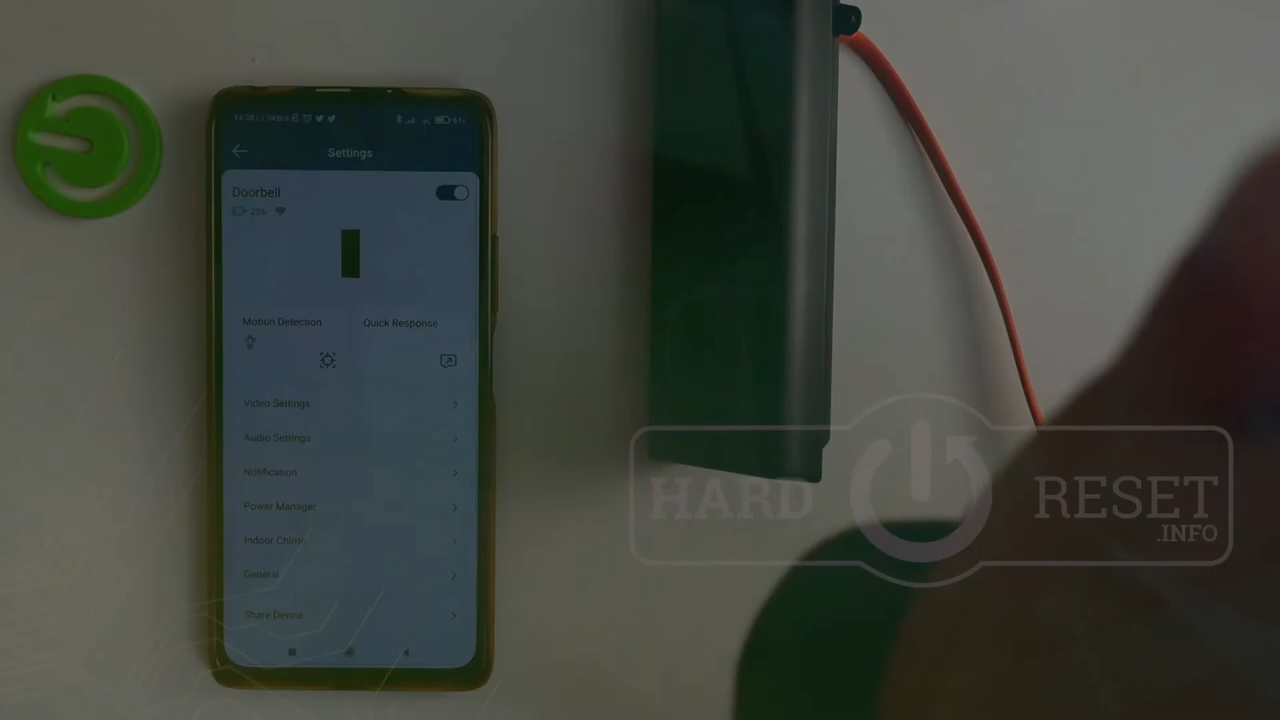 Settings
Doorbell
25%
Motion Detection
Quick Response
Video Settings
Audio Settings
Notification
Power Manager
Indoor Chime
General
Share Device
HARD RESET
.INFO